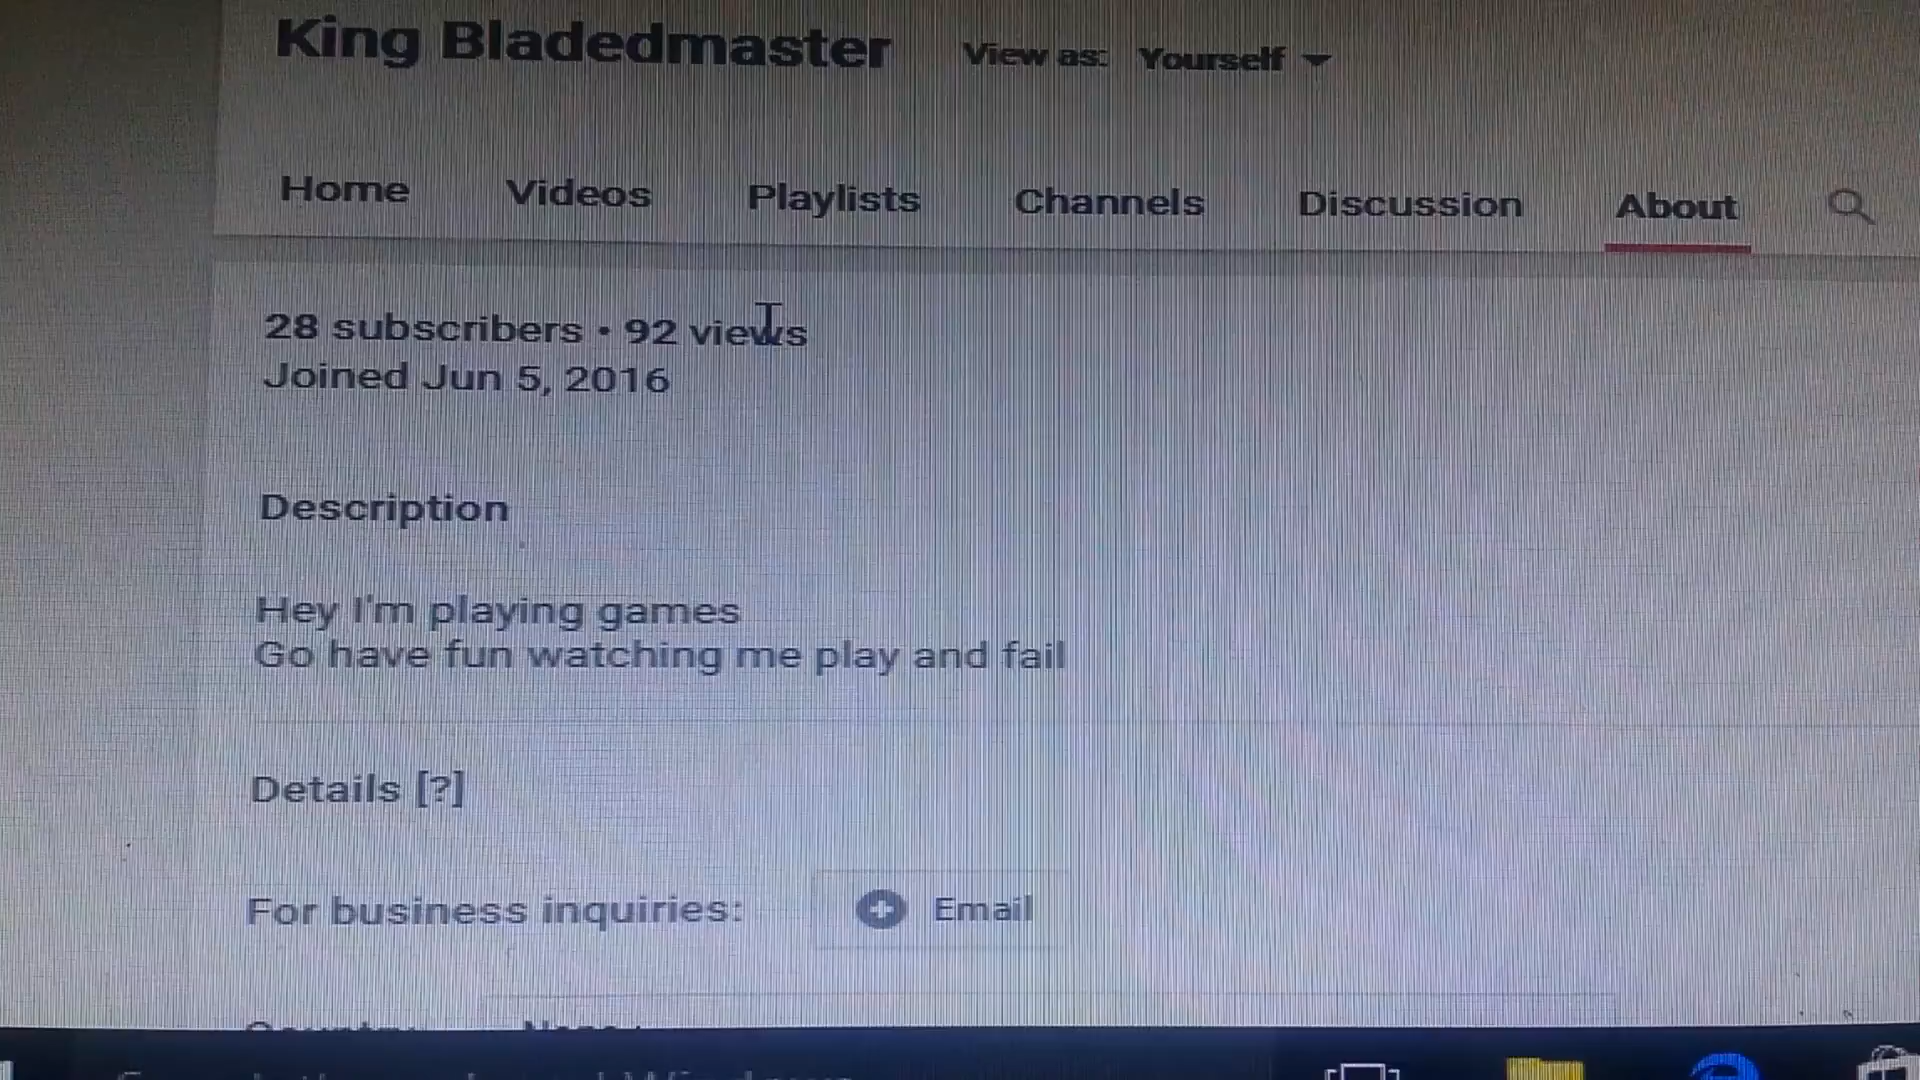 King Bladedmaster View as: Yourself
Home Videos Playlists Channels Discussion About
28 subscribers • 92 views
Joined Jun 5, 2016
Description
Hey I'm playing games
Go have fun watching me play and fail
Details [?]
For business inquiries: Email